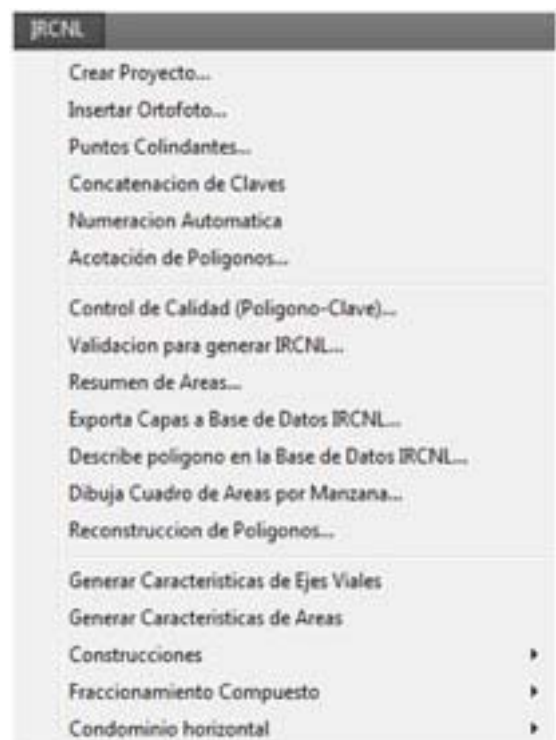 IRCNL
Crear Proyecto...
Insertar Ortofoto...
Puntos Colindantes...
Concatenacion de Claves
Numeracion Automatica
Acotación de Poligonos...
Control de Calidad (Poligono-Clave)...
Validacion para generar IRCNL...
Resumen de Areas...
Exporta Capas a Base de Datos IRCNL...
Describe poligono en la Base de Datos IRCNL...
Dibuja Cuadro de Areas por Manzana...
Reconstruccion de Poligonos...
Generar Caracteristicas de Ejes Viales
Generar Caracteristicas de Areas
Construcciones
Fraccionamiento Compuesto
Condominio horizontal